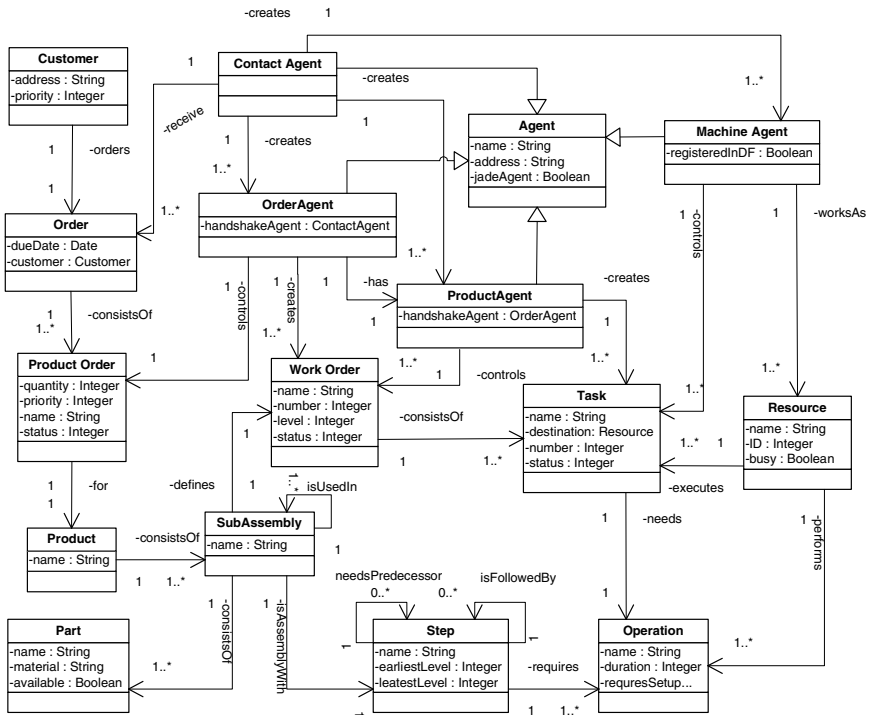 -creates 1
Customer
-address : String
-priority : Integer
Contact Agent
1
-creates
1..*
-receive
1
Agent
-name : String
-address : String
-jadeAgent : Boolean
Machine Agent
-registeredInDF : Boolean
1
-orders
1
1
-creates
1..*
1..*
OrderAgent
-handshakeAgent : ContactAgent
1
-controls
1
-worksAs
Order
-dueDate : Date
-customer : Customer
1..*
1
-controls
1
-creates
1..*
1
-has
1
-creates
ProductAgent
-handshakeAgent : OrderAgent
1
1..*
1
-consistsOf
1..*
1
Product Order
-quantity : Integer
-priority : Integer
-name : String
-status : Integer
Work Order
-name : String
-number : Integer
-level : Integer
-status : Integer
1..*
1
-controls
-consistsOf
1
1..*
Task
-name : String
-destination: Resource
-number : Integer
-status : Integer
1..*
1..*
1
-executes
Resource
-name : String
-ID : Integer
-busy : Boolean
1..*
1
-for
1
-defines
1
1
1..*
isUsedIn
1
-needs
1
1
-performs
1..*
Product
-name : String
-consistsOf
1
1..*
SubAssembly
-name : String
1
1
-consistsOf
1..*
1
-isAssemblyWith
needsPredecessor
0..*
1
isFollowedBy
0..*
1
Part
-name : String
-material : String
-available : Boolean
Step
-name : String
-earliestLevel : Integer
-leatestLevel : Integer
1
-requires
1
1..*
Operation
-name : String
-duration : Integer
-requresSetup...